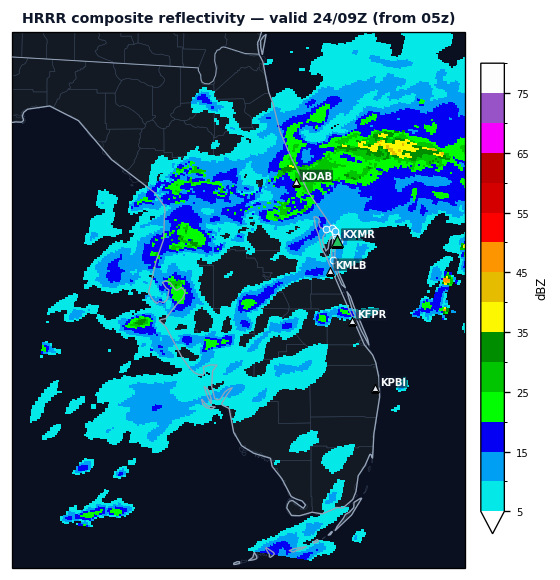 HRRR composite reflectivity — valid 24/09Z (from 05z)
KDAB
KXMR
KMLB
KFPR
KPBI
75
65
55
45
35
25
15
5
dBZ